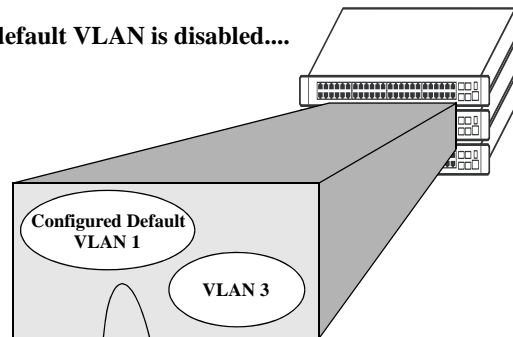 default VLAN is disabled....
Configured Default
VLAN 1
VLAN 3